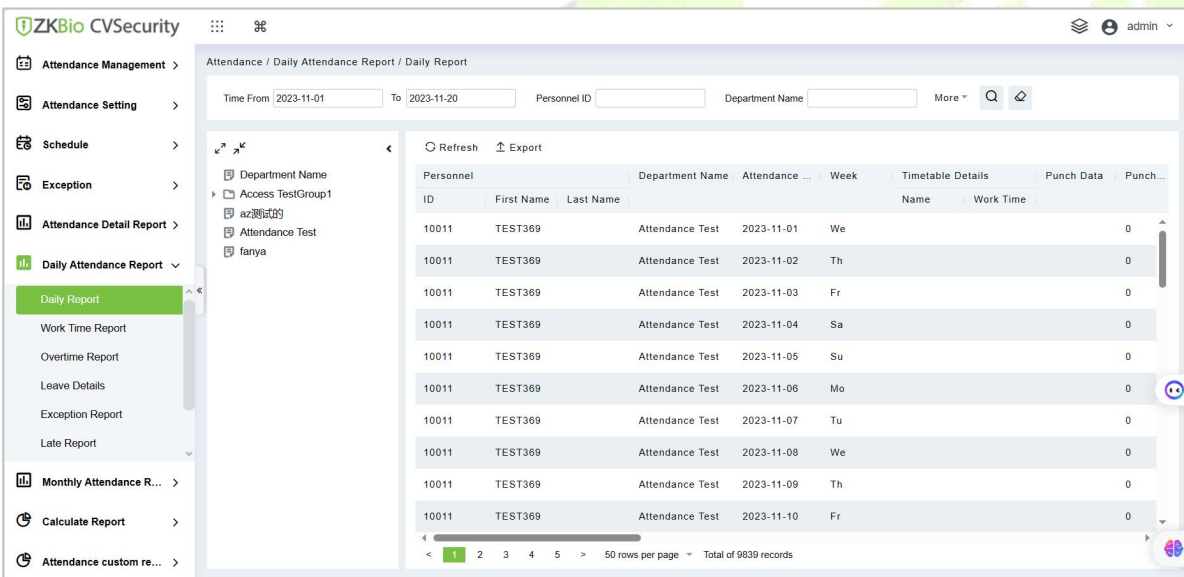 ZKBio CVSecurity
admin
Attendance Management
Attendance Setting
Schedule
Exception
Attendance Detail Report
Daily Attendance Report
Daily Report
Work Time Report
Overtime Report
Leave Details
Exception Report
Late Report
Monthly Attendance R...
Calculate Report
Attendance custom re...
Attendance / Daily Attendance Report / Daily Report
Time From 2023-11-01 To 2023-11-20 Personnel ID Department Name More
Department Name
Access TestGroup1
az测试的
Attendance Test
fanya
Refresh Export
Personnel Department Name Attendance ... Week Timetable Details Punch Data Punch...
ID First Name Last Name Name Work Time
10011 TEST369 Attendance Test 2023-11-01 We 0
10011 TEST369 Attendance Test 2023-11-02 Th 0
10011 TEST369 Attendance Test 2023-11-03 Fr 0
10011 TEST369 Attendance Test 2023-11-04 Sa 0
10011 TEST369 Attendance Test 2023-11-05 Su 0
10011 TEST369 Attendance Test 2023-11-06 Mo 0
10011 TEST369 Attendance Test 2023-11-07 Tu 0
10011 TEST369 Attendance Test 2023-11-08 We 0
10011 TEST369 Attendance Test 2023-11-09 Th 0
10011 TEST369 Attendance Test 2023-11-10 Fr 0
< 1 2 3 4 5 > 50 rows per page Total of 9839 records